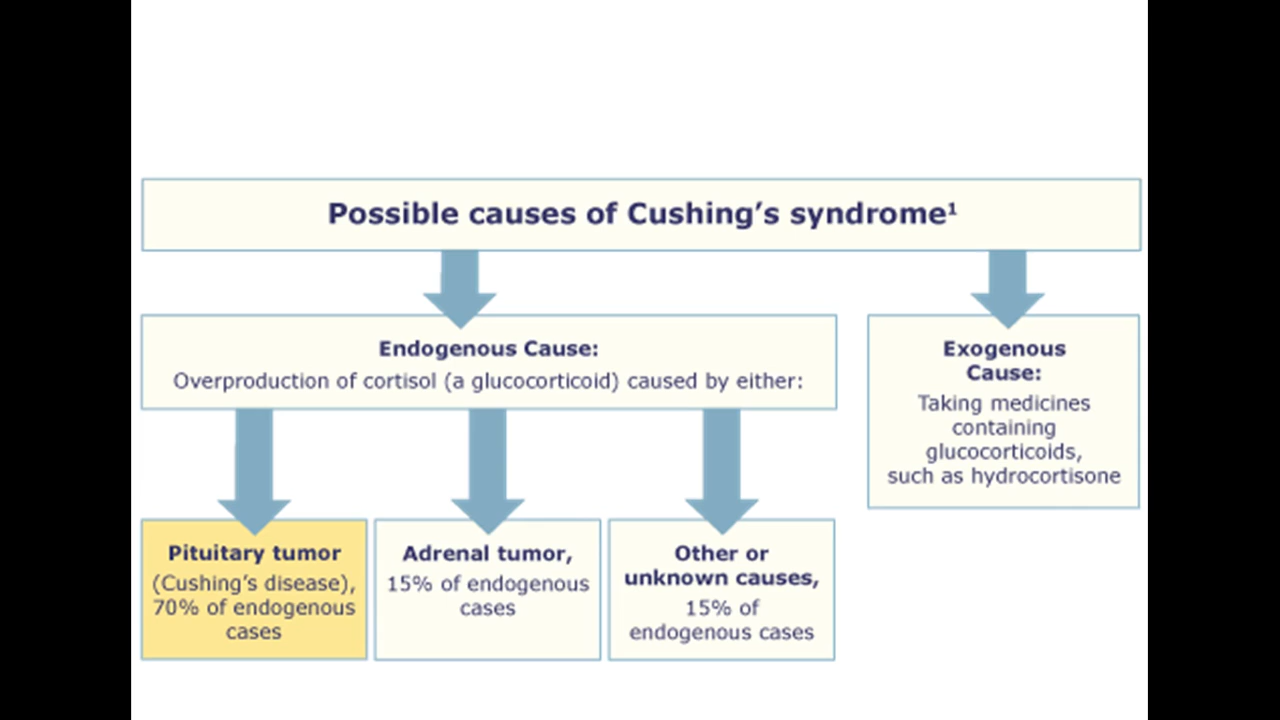 Possible causes of Cushing’s syndrome¹
Endogenous Cause:
Overproduction of cortisol (a glucocorticoid) caused by either:
Exogenous
Cause:
Taking medicines
containing
glucocorticoids,
such as hydrocortisone
Pituitary tumor
(Cushing’s disease),
70% of endogenous
cases
Adrenal tumor,
15% of endogenous
cases
Other or
unknown causes,
15% of
endogenous cases